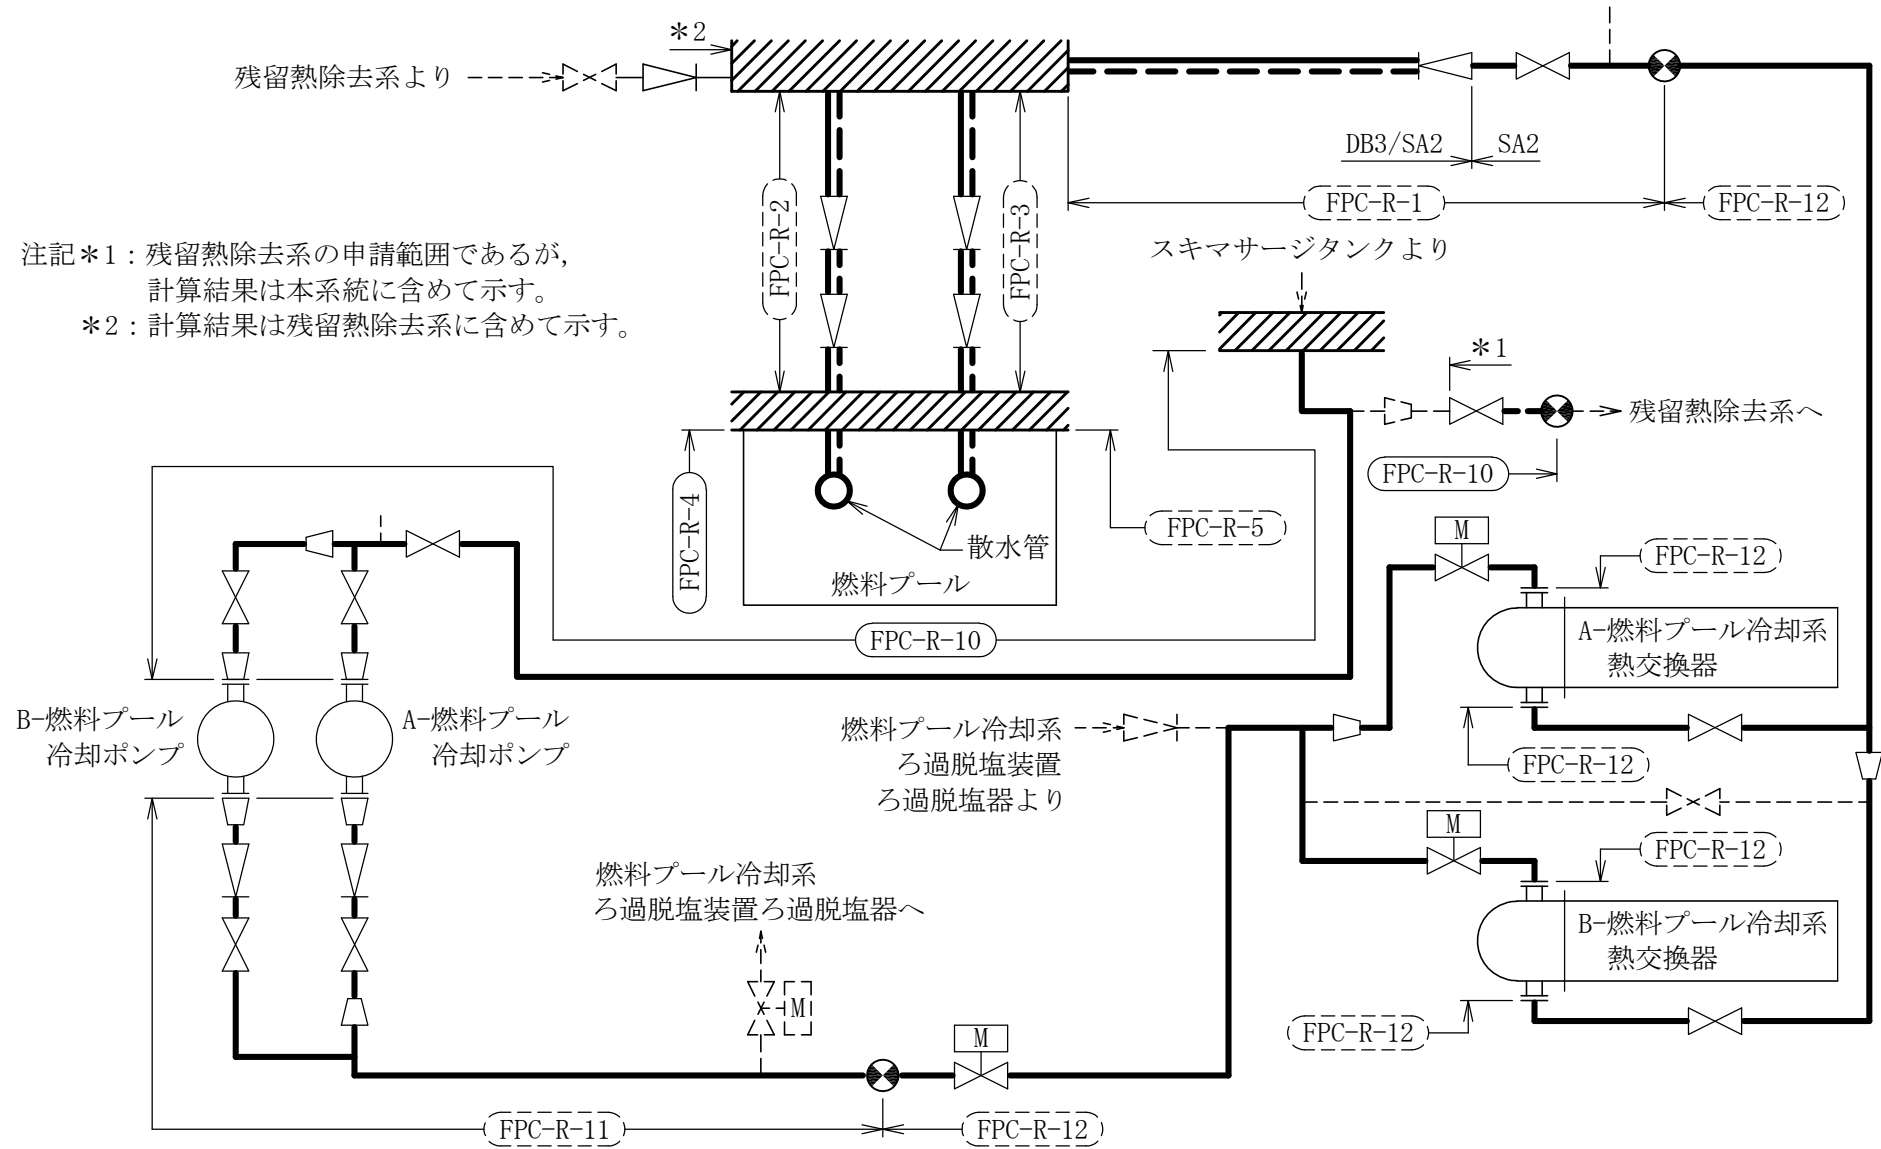 ＊2
残留熱除去系より
DB3/SA2
SA2
FPC-R-2
FPC-R-3
FPC-R-1
FPC-R-12
注記＊1：残留熱除去系の申請範囲であるが，
計算結果は本系統に含めて示す。
＊2：計算結果は残留熱除去系に含めて示す。
スキマサージタンクより
＊1
残留熱除去系へ
FPC-R-10
FPC-R-4
FPC-R-5
散水管
燃料プール
M
FPC-R-12
A-燃料プール冷却系
熱交換器
FPC-R-10
B-燃料プール
冷却ポンプ
A-燃料プール
冷却ポンプ
燃料プール冷却系
ろ過脱塩装置
ろ過脱塩器より
FPC-R-12
M
FPC-R-12
燃料プール冷却系
ろ過脱塩装置ろ過脱塩器へ
B-燃料プール冷却系
熱交換器
M
M
FPC-R-12
FPC-R-11
FPC-R-12